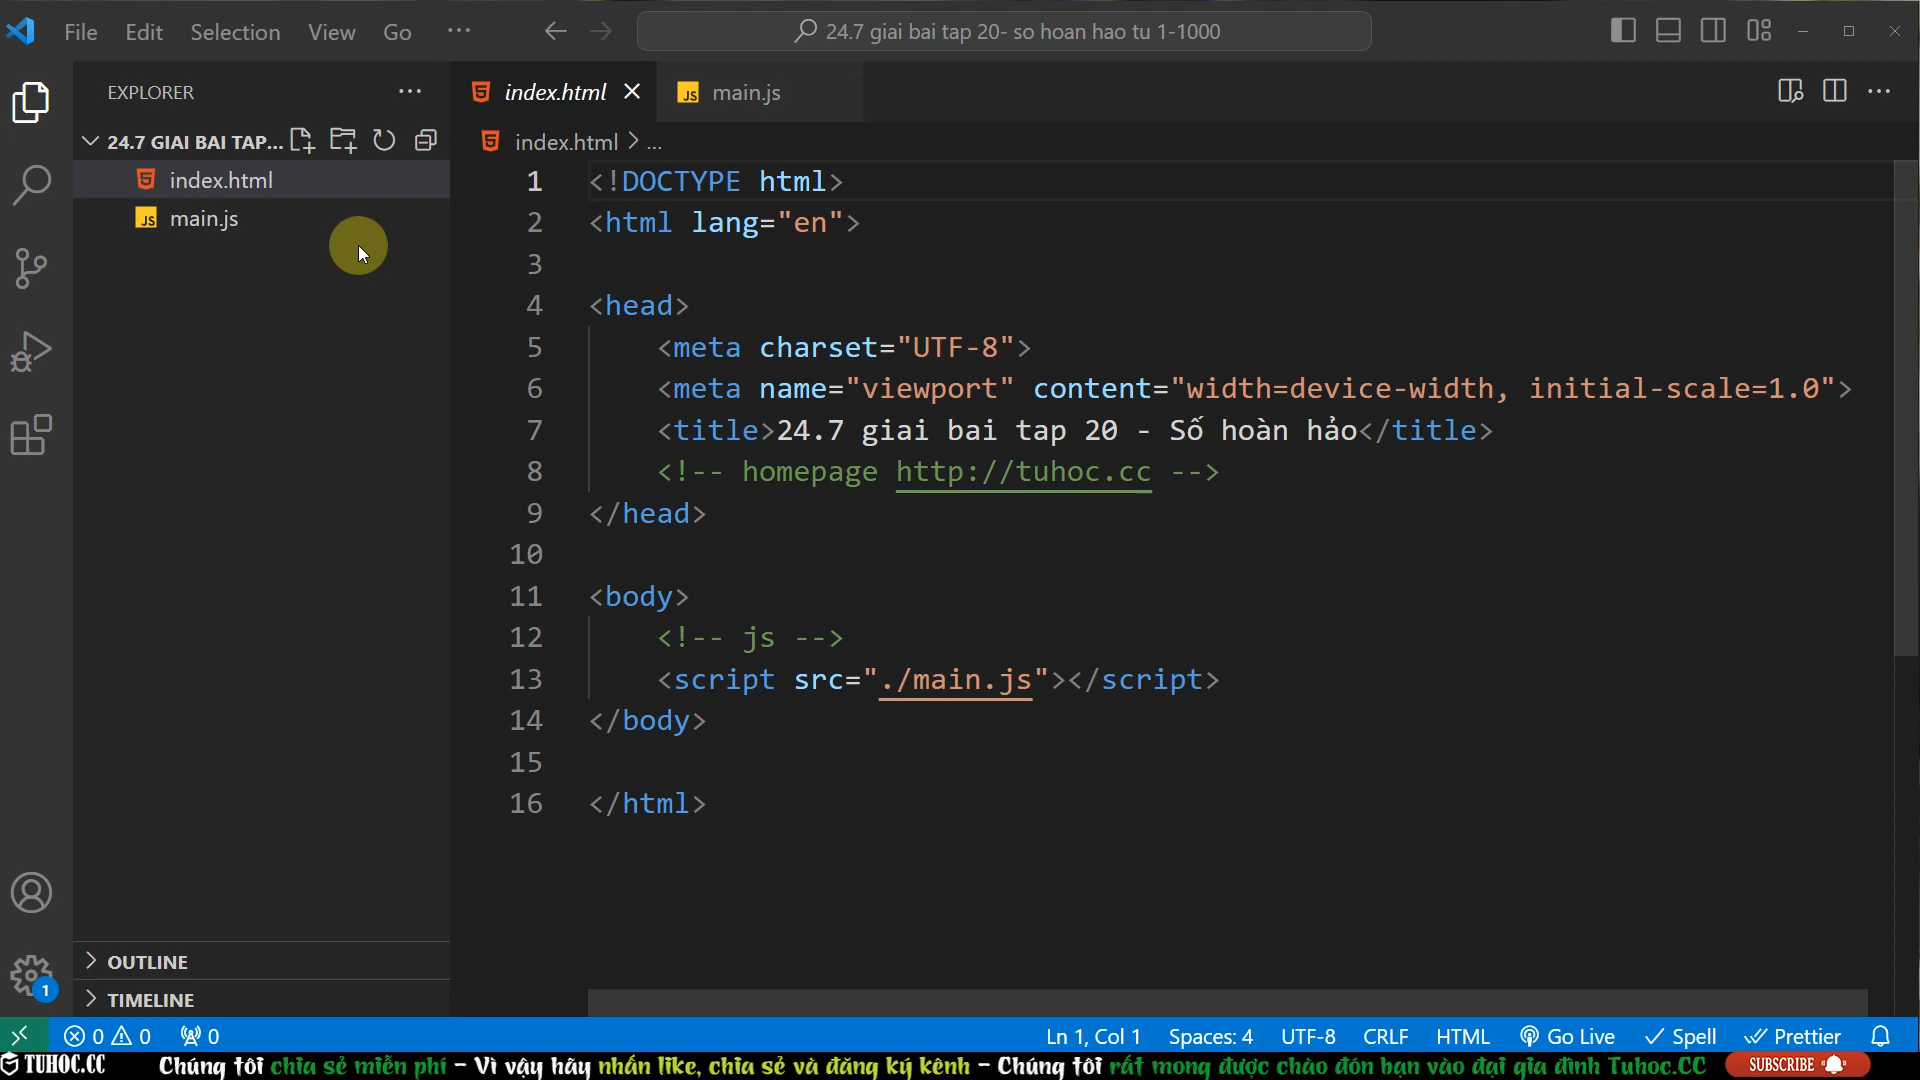 File Edit Selection View Go ··· 24.7 giai bai tap 20- so hoan hao tu 1-1000
EXPLORER
24.7 GIAI BAI TAP...
index.html
main.js
OUTLINE
TIMELINE
index.html main.js
index.html > ...
1 <!DOCTYPE html>
2 <html lang="en">
3
4 <head>
5 <meta charset="UTF-8">
6 <meta name="viewport" content="width=device-width, initial-scale=1.0">
7 <title>24.7 giai bai tap 20 - Số hoàn hảo</title>
8 <!-- homepage http://tuhoc.cc -->
9 </head>
10
11 <body>
12 <!-- js -->
13 <script src="./main.js"></script>
14 </body>
15
16 </html>
1
0 0 0 Ln 1, Col 1 Spaces: 4 UTF-8 CRLF HTML Go Live Spell Prettier
TUHOC.CC Chúng tôi chia sẻ miễn phí - Vì vậy hãy nhấn like, chia sẻ và đăng ký kênh - Chúng tôi rất mong được chào đón bạn vào đại gia đình Tuhoc.CC SUBSCRIBE